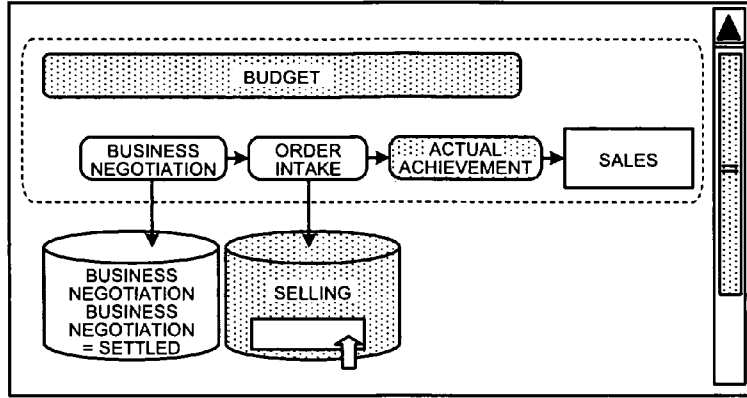 BUDGET
BUSINESS
NEGOTIATION
ORDER
INTAKE
ACTUAL
ACHIEVEMENT
SALES
BUSINESS
NEGOTIATION
BUSINESS
NEGOTIATION
= SETTLED
SELLING